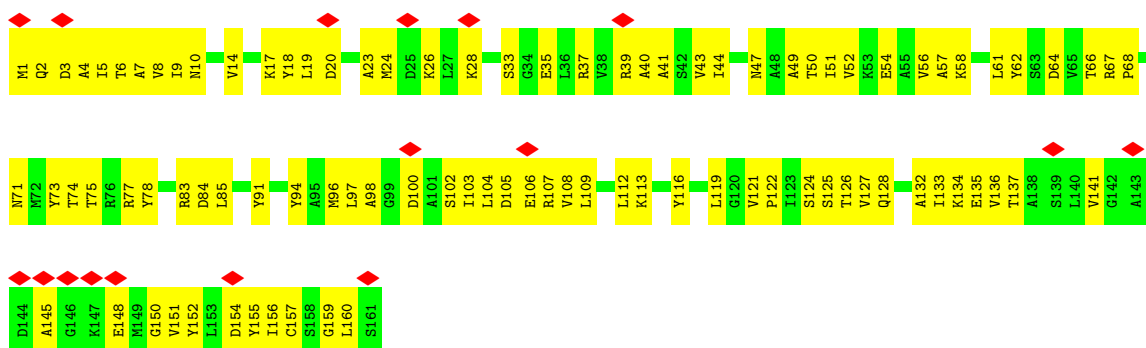 M1 Q2 D3 A4 I5 T6 A7 V8 I9 N10 V14 K17 Y18 L19 D20 A23 M24 D25 K26 L27 K28 S33 G34 E35 L36 R37 V38 R39 A40 A41 S42 V43 I44 N47 A48 A49 T50 I51 V52 K53 E54 A55 V56 A57 K58 L61 Y62 S63 D64 V65 T66 R67 P68
N71 M72 Y73 T74 T75 R76 R77 Y78 R83 D84 L85 Y91 Y94 A95 M96 L97 A98 G99 D100 A101 S102 I103 L104 D105 E106 R107 V108 L109 L112 K113 Y116 L119 G120 V121 P122 I123 S124 S125 T126 V127 Q128 A132 I133 K134 E135 V136 T137 A138 S139 L140 V141 G142 A143
D144 A145 G146 K147 E148 M149 G150 V151 Y152 L153 D154 Y155 I156 C157 S158 G159 L160 S161